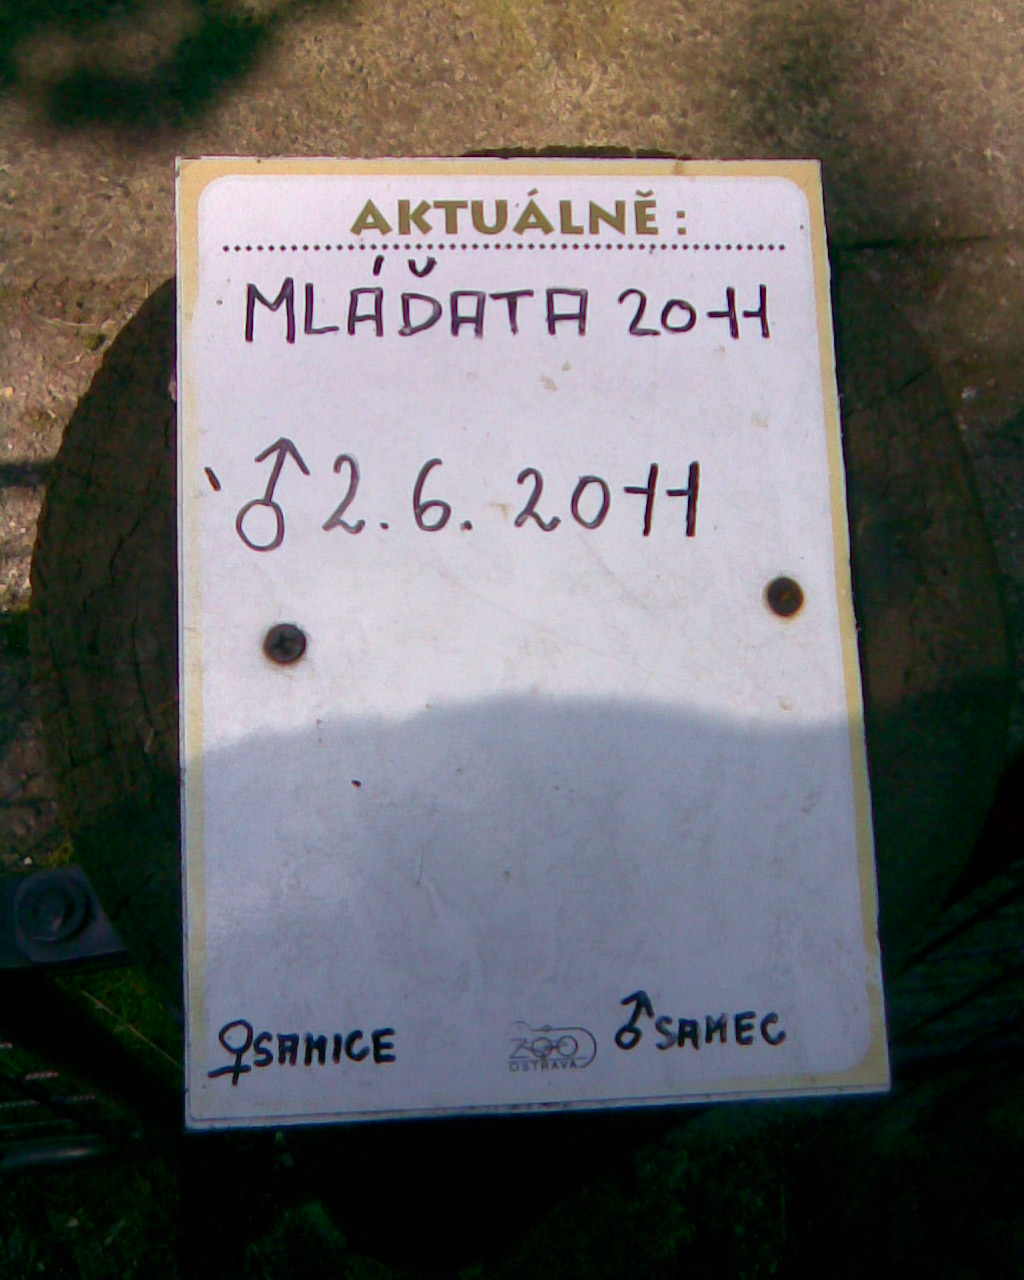 AKTUÁLNĚ :
MLÁĎATA 2011
♂ 2.6.2011
♀SAMICE
♂SAMEC
ZOO
OSTRAVA